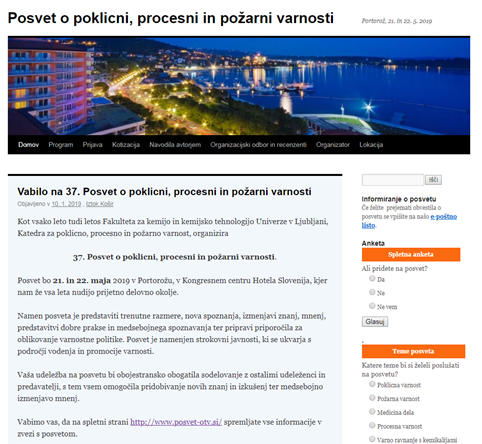 Posvet o poklicni, procesni in požarni varnosti
Portorož, 21. in 22. 5. 2019
Domov Program Prijava Kotizacija Navodila avtorjem Organizacijski odbor in recenzenti Organizator Lokacija
Vabilo na 37. Posvet o poklicni, procesni in požarni varnosti
Objavljeno v 10. 1. 2019, Iztok Košir
Kot vsako leto tudi letos Fakulteta za kemijo in kemijsko tehnologijo Univerze v Ljubljani,
Katedra za poklicno, procesno in požarno varnost, organizira
37. Posvet o poklicni, procesni in požarni varnosti.
Posvet bo 21. in 22. maja 2019 v Portorožu, v Kongresnem centru Hotela Slovenija, kjer
nam že vsa leta nudijo prijetno delovno okolje.
Namen posveta je predstaviti trenutne razmere, nova spoznanja, izmenjavi znanj, mnenj,
predstavitvi dobre prakse in medsebojnega spoznavanja ter pripravi priporočila za
oblikovanje varnostne politike. Posvet je namenjen strokovni javnosti, ki se ukvarja s
področji vodenja in promocije varnosti.
Vaša udeležba na posvetu bi obojestransko obogatila sodelovanje z ostalimi udeleženci in
predavatelji, s tem vsem omogočila pridobivanje novih znanj in izkušenj ter medsebojno
izmenjavo mnenj.
Vabimo vas, da na spletni strani http://www.posvet-otv.si/ spremljate vse informacije v
zvezi s posvetom.
Išči
Informiranje o posvetu
Če želite prejemati obvestila o
posvetu se vpišite na našo e-poštno
listo.
Anketa
Spletna anketa
Ali pridete na posvet?
Da
Ne
Ne vem
Glasuj
.
Teme posveta
Katere teme bi si želeli poslušati
na posvetu?
Poklicna varnost
Požarna varnost
Medicina dela
Procesna varnost
Varno ravnanje s kemikalijami